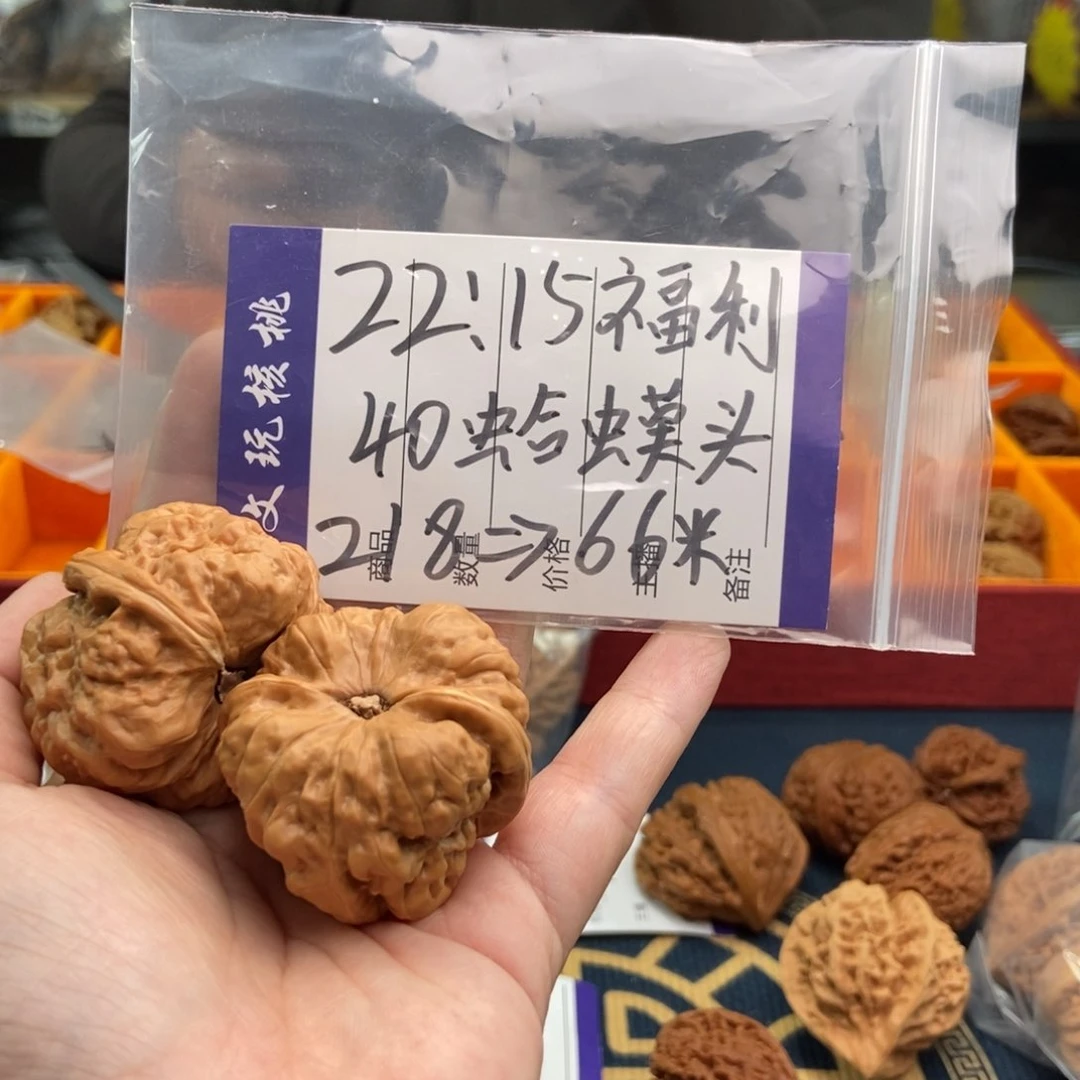 22:15福利
40蛤蟆头
218=>66米
文玩核桃
商品
数量
价格
主播
备注